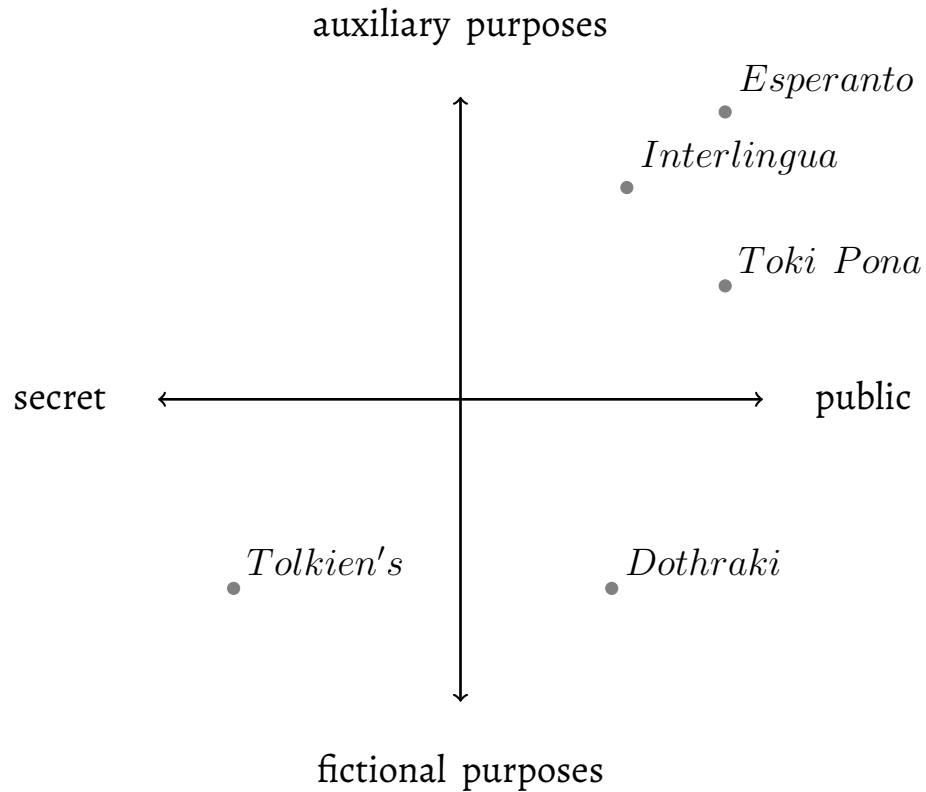 auxiliary purposes
Esperanto
Interlingua
Toki Pona
secret
public
Tolkien's
Dothraki
fictional purposes